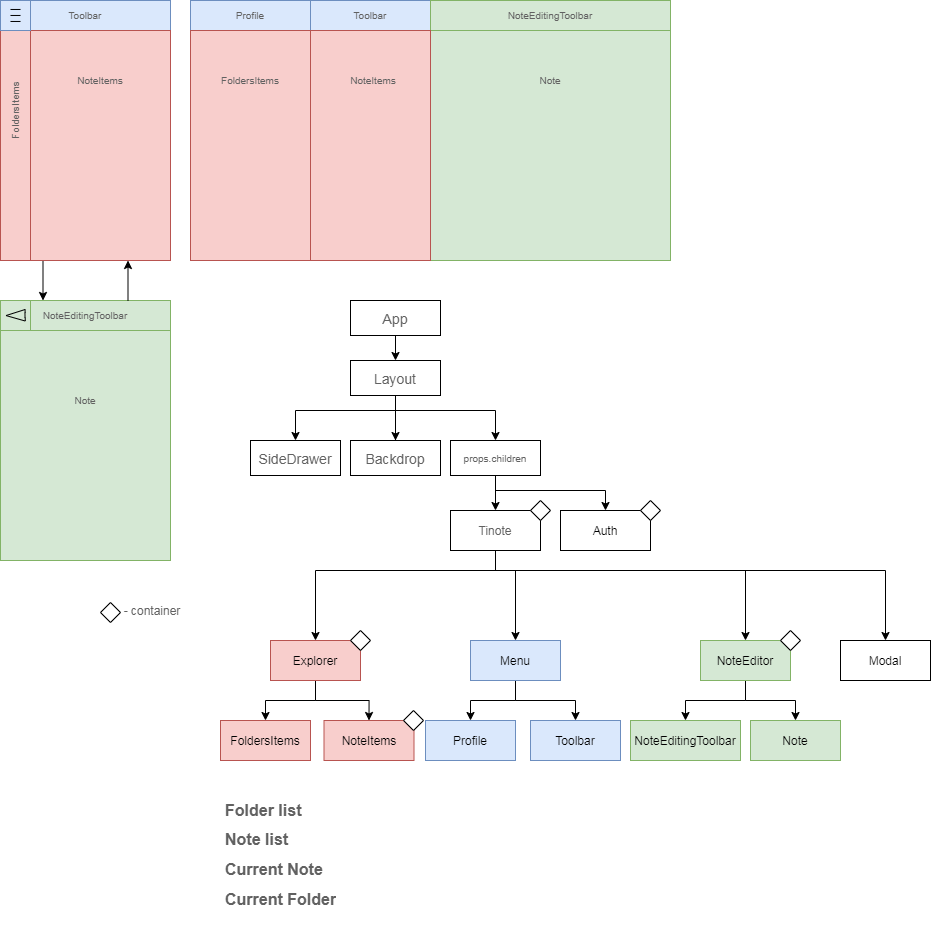 Toolbar
Profile
Toolbar
NoteEditingToolbar
FoldersItems
NoteItems
FoldersItems
NoteItems
Note
NoteEditingToolbar
Note
App
Layout
SideDrawer
Backdrop
props.children
Tinote
Auth
- container
Explorer
Menu
NoteEditor
Modal
FoldersItems
NoteItems
Profile
Toolbar
NoteEditingToolbar
Note
Folder list
Note list
Current Note
Current Folder